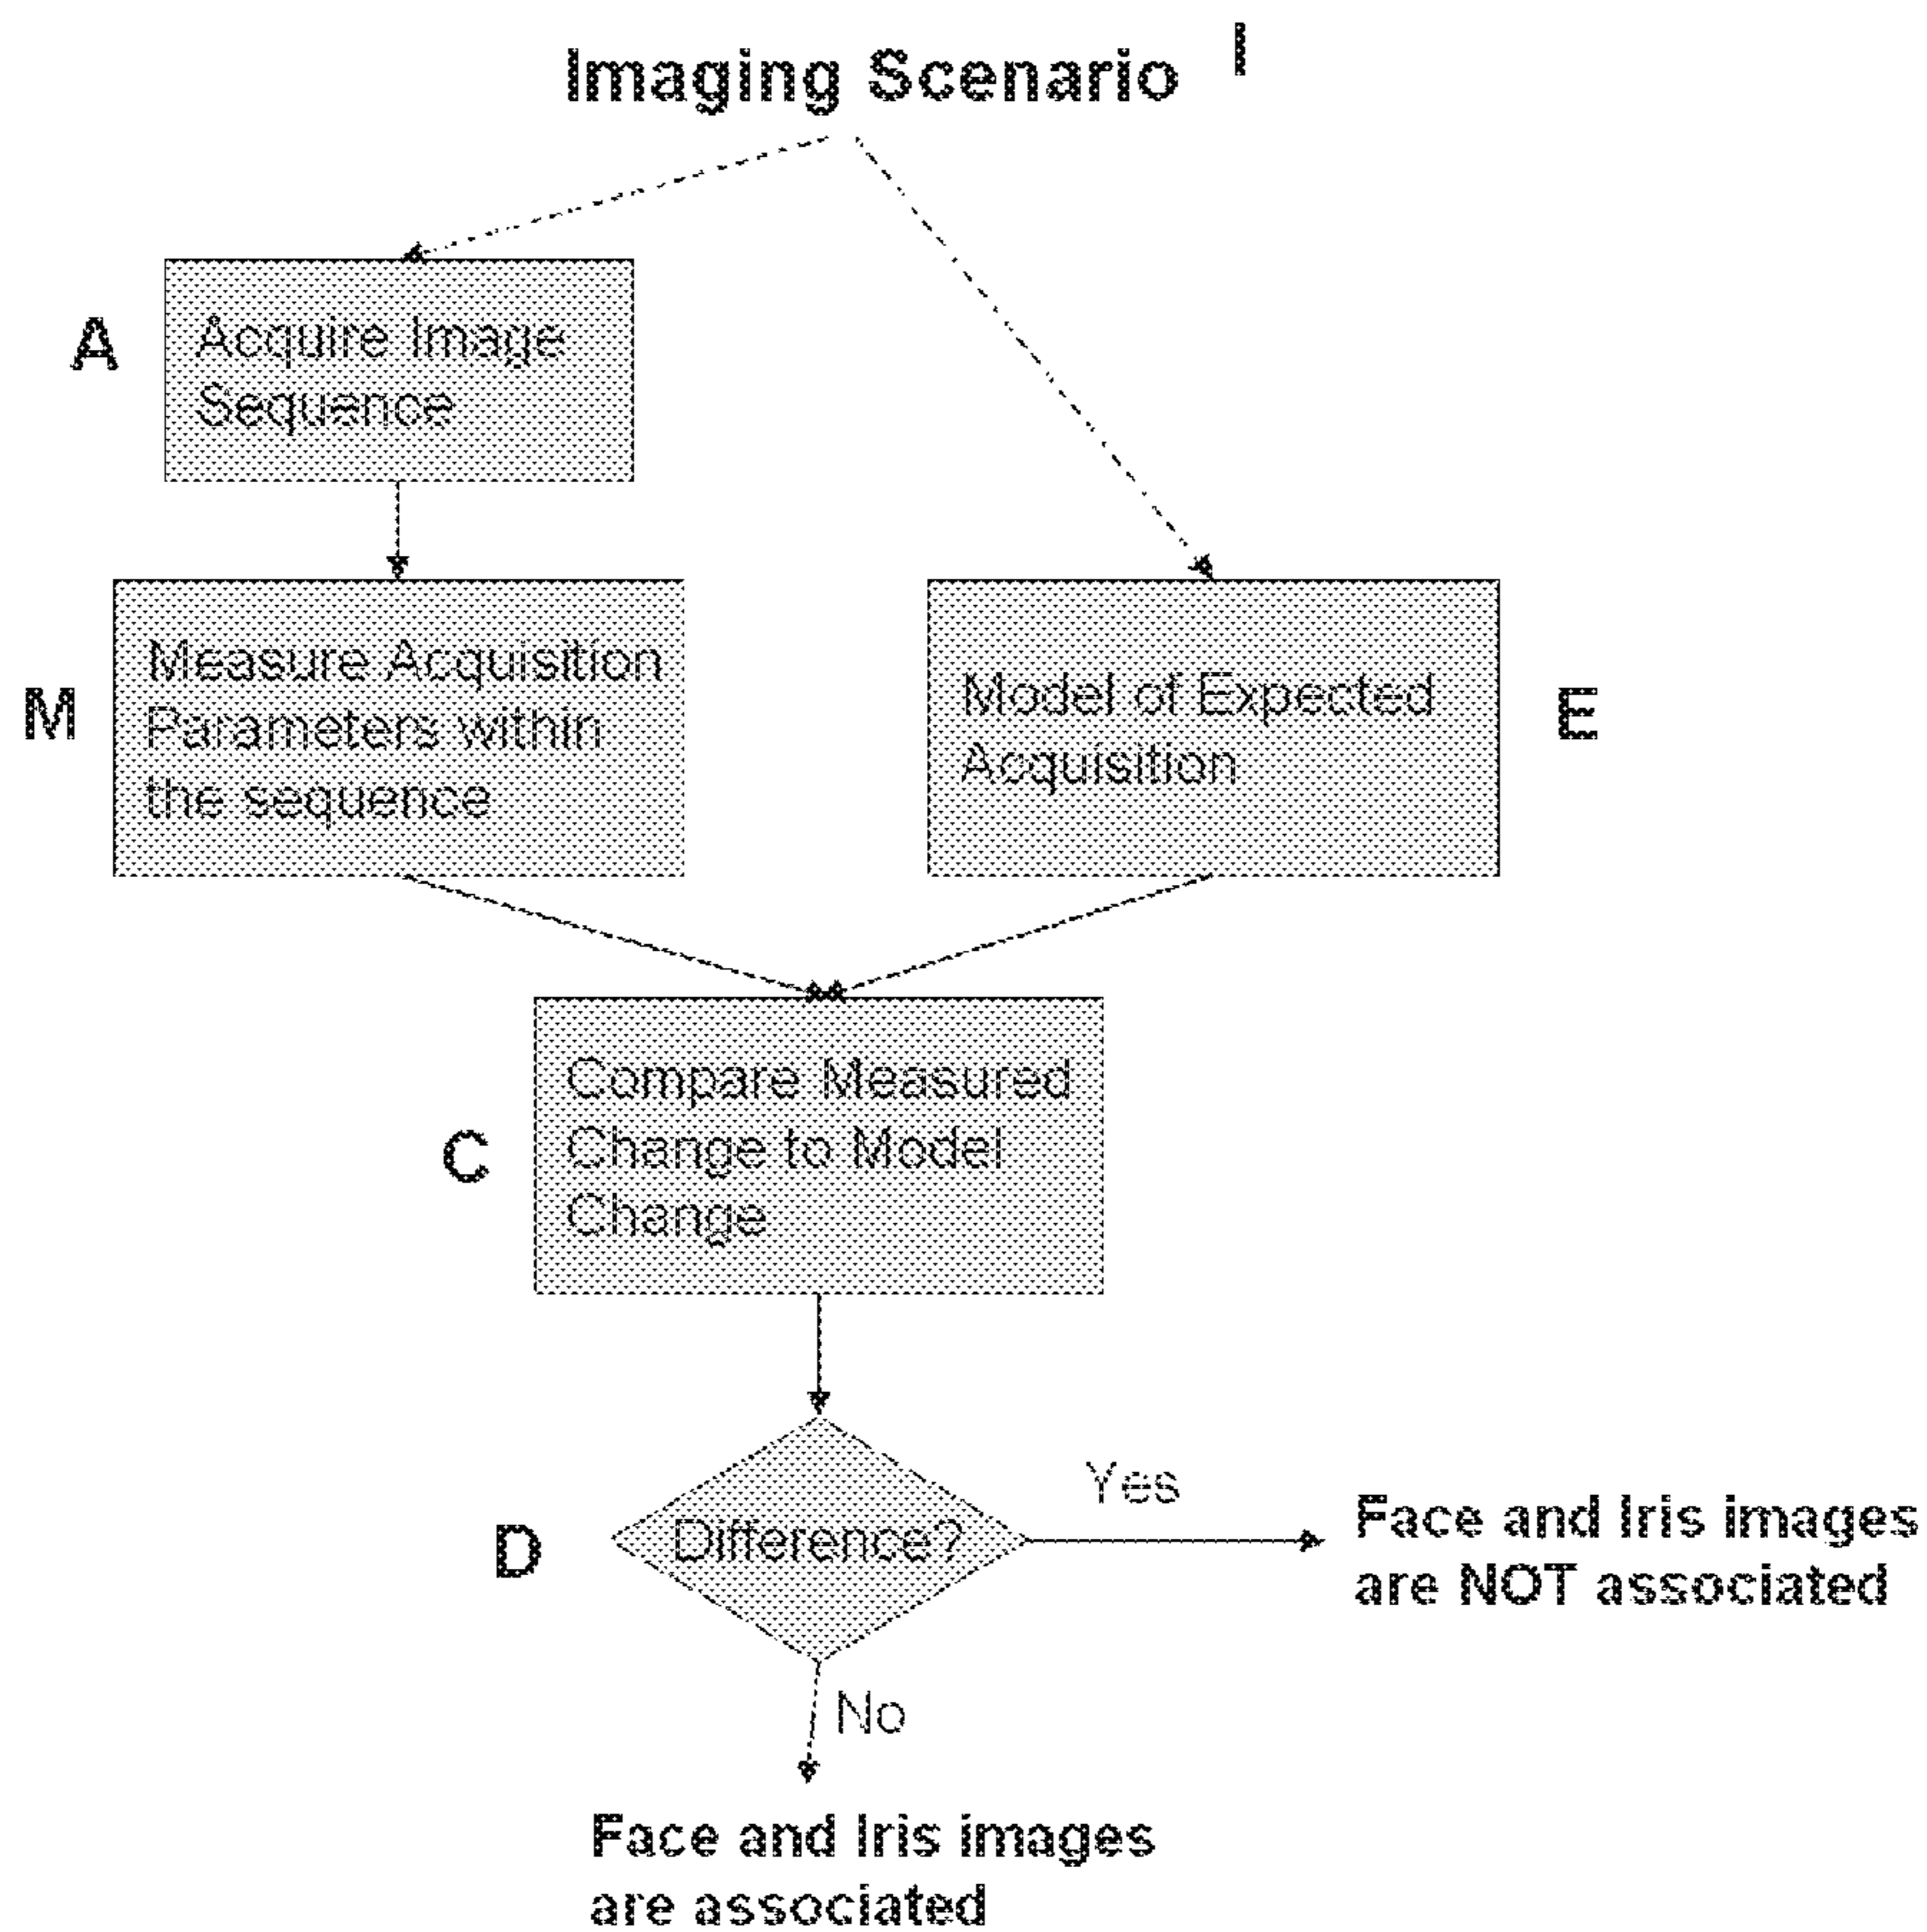 Imaging Scenario I
A
Acquire Image
Sequence
M
Measure Acquisition
Parameters within
the sequence
Model of Expected
Acquisition
E
C
Compare Measured
Change to Model
Change
D
Difference?
Yes
Face and Iris images
are NOT associated
No
Face and Iris images
are associated